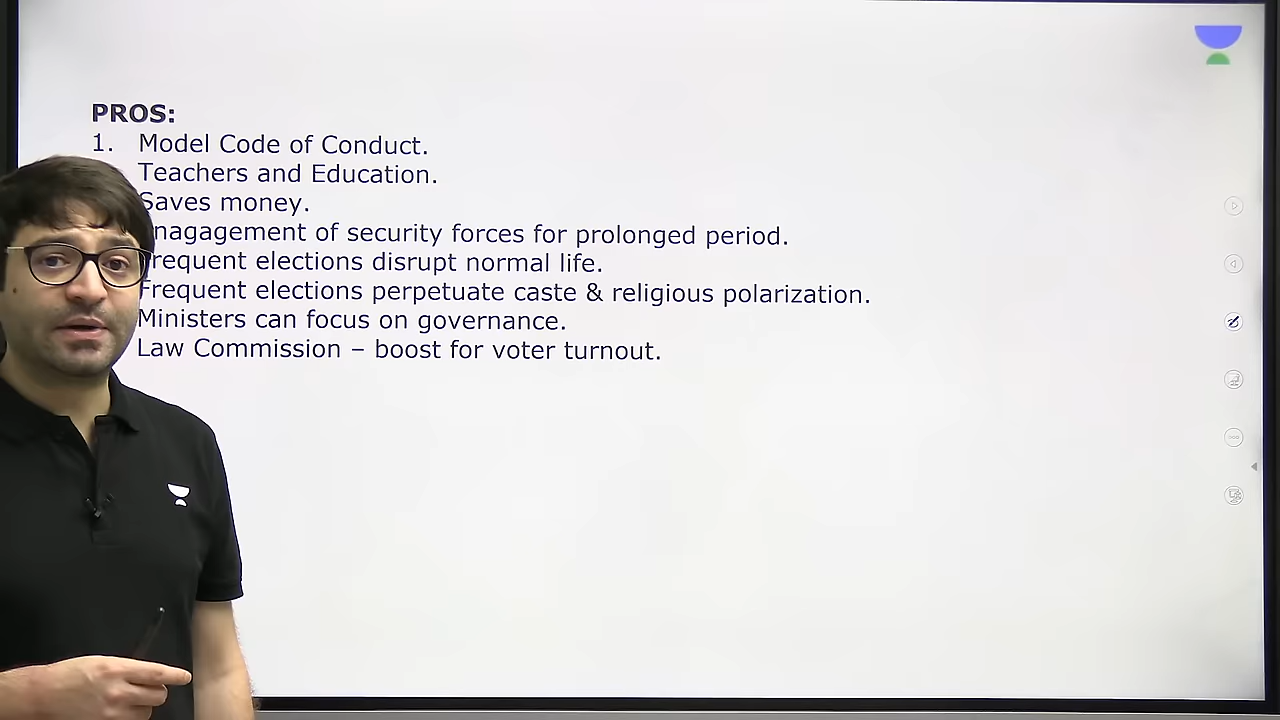 PROS:
1. Model Code of Conduct.
Teachers and Education.
Saves money.
of security forces for prolonged period.
Frequent elections disrupt normal life.
Frequent elections perpetuate caste & religious polarization.
Ministers can focus on governance.
Law Commission – boost for voter turnout.